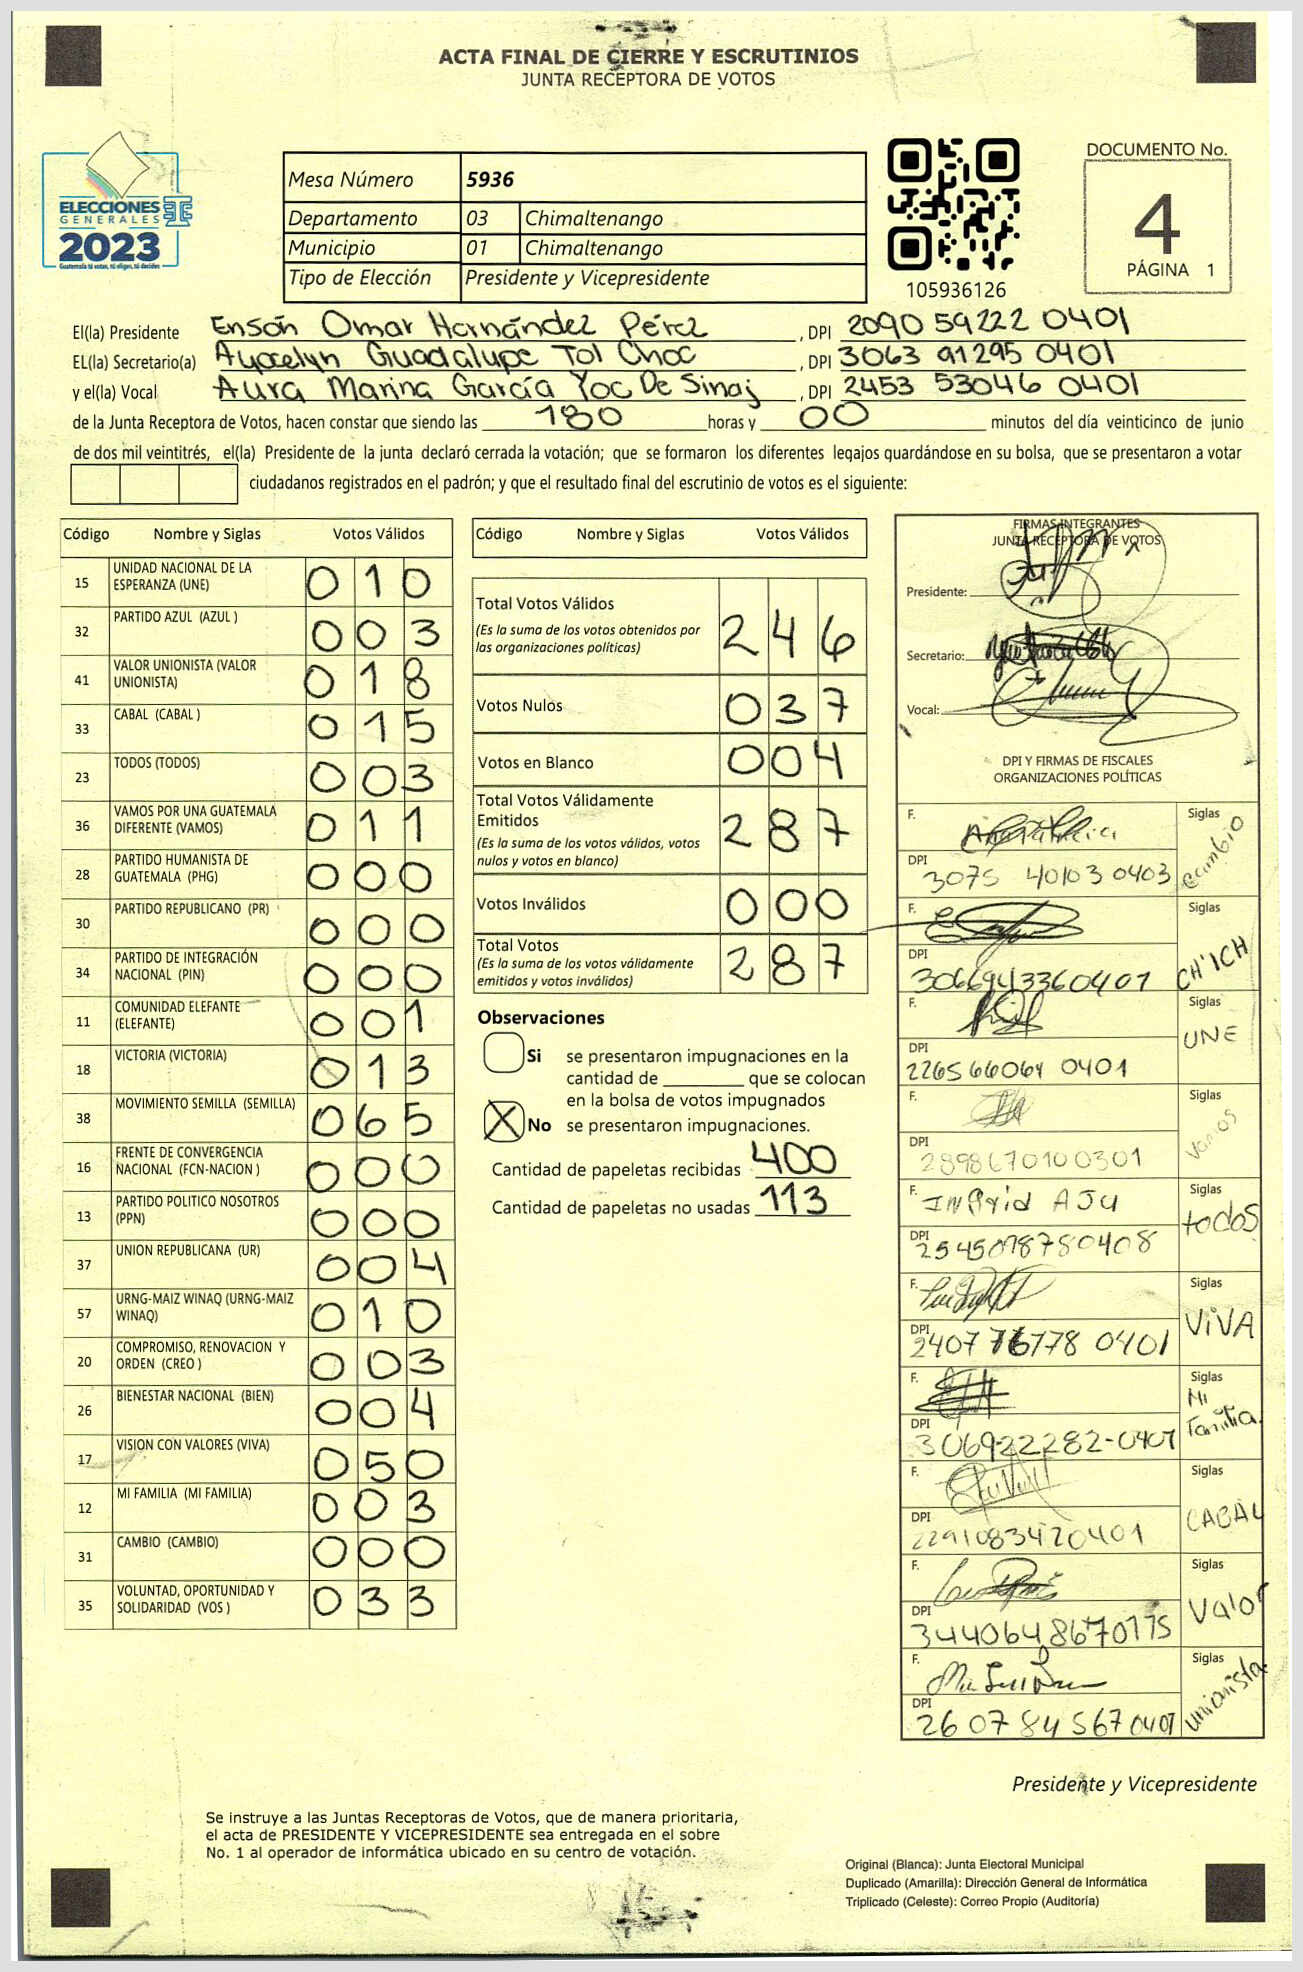 ACTA FINAL DE CIERRE Y ESCRUTINIOS
JUNTA RECEPTORA DE VOTOS
ELECCIONES
GENERALES
2023
Guatemala tú votas, tú eliges, tú decides
Mesa Número 5936
Departamento 03 Chimaltenango
Municipio 01 Chimaltenango
Tipo de Elección Presidente y Vicepresidente
105936126
DOCUMENTO No.
4
PÁGINA 1
El(la) Presidente Ensón Omar Hernández Pérez, DPI 2090 59222 0401
EL(la) Secretario(a) Ayocelyn Guadalupe Tol Choc, DPI 3063 91295 0401
y el(la) Vocal Aura Marina García Yoc De Sinaj, DPI 2453 53046 0401
de la Junta Receptora de Votos, hacen constar que siendo las 180 horas y 00 minutos del día veinticinco de junio
de dos mil veintitrés, el(la) Presidente de la junta declaró cerrada la votación; que se formaron los diferentes legajos guardándose en su bolsa, que se presentaron a votar
ciudadanos registrados en el padrón; y que el resultado final del escrutinio de votos es el siguiente:
Código Nombre y Siglas Votos Válidos
15 UNIDAD NACIONAL DE LA ESPERANZA (UNE) 010
32 PARTIDO AZUL (AZUL ) 003
41 VALOR UNIONISTA (VALOR UNIONISTA) 018
33 CABAL (CABAL ) 015
23 TODOS (TODOS) 003
36 VAMOS POR UNA GUATEMALA DIFERENTE (VAMOS) 011
28 PARTIDO HUMANISTA DE GUATEMALA (PHG) 000
30 PARTIDO REPUBLICANO (PR) 000
34 PARTIDO DE INTEGRACIÓN NACIONAL (PIN) 000
11 COMUNIDAD ELEFANTE (ELEFANTE) 001
18 VICTORIA (VICTORIA) 013
38 MOVIMIENTO SEMILLA (SEMILLA) 065
16 FRENTE DE CONVERGENCIA NACIONAL (FCN-NACION ) 000
13 PARTIDO POLITICO NOSOTROS (PPN) 000
37 UNION REPUBLICANA (UR) 004
57 URNG-MAIZ WINAQ (URNG-MAIZ WINAQ) 010
20 COMPROMISO, RENOVACION Y ORDEN (CREO ) 003
26 BIENESTAR NACIONAL (BIEN) 004
17 VISION CON VALORES (VIVA) 050
12 MI FAMILIA (MI FAMILIA) 003
31 CAMBIO (CAMBIO) 000
35 VOLUNTAD, OPORTUNIDAD Y SOLIDARIDAD (VOS ) 033
Código Nombre y Siglas Votos Válidos
Total Votos Válidos 246
(Es la suma de los votos obtenidos por
las organizaciones políticas)
Votos Nulos 037
Votos en Blanco 004
Total Votos Válidamente
Emitidos 287
(Es la suma de los votos válidos, votos
nulos y votos en blanco)
Votos Inválidos 000
Total Votos 287
(Es la suma de los votos válidamente
emitidos y votos inválidos)
Observaciones
Si se presentaron impugnaciones en la
cantidad de ________ que se colocan
en la bolsa de votos impugnados
X No se presentaron impugnaciones.
Cantidad de papeletas recibidas 400
Cantidad de papeletas no usadas 113
FIRMAS INTEGRANTES
JUNTA RECEPTORA DE VOTOS
Presidente:
Secretario:
Vocal:
DPI Y FIRMAS DE FISCALES
ORGANIZACIONES POLÍTICAS
F. Siglas cambio
DPI 3075 40103 0403
F. Siglas CH'ICH
DPI 3066943360401
F. Siglas UNE
DPI 226566064 0401
F. Siglas Vamos
DPI 2898670100301
F. INGrid AJU Siglas todos
DPI 2545098780408
F. Siglas VIVA
DPI 2407 76778 0401
F. Siglas Mi Familia
DPI 306922282-0407
F. Siglas CABAL
DPI 2291083420401
F. Siglas Valor
DPI 3440648670115
F. Siglas unionista
DPI 26 07 84 567 0401
Presidente y Vicepresidente
Se instruye a las Juntas Receptoras de Votos, que de manera prioritaria,
el acta de PRESIDENTE Y VICEPRESIDENTE sea entregada en el sobre
No. 1 al operador de informática ubicado en su centro de votación.
Original (Blanca): Junta Electoral Municipal
Duplicado (Amarilla): Dirección General de Informática
Triplicado (Celeste): Correo Propio (Auditoría)